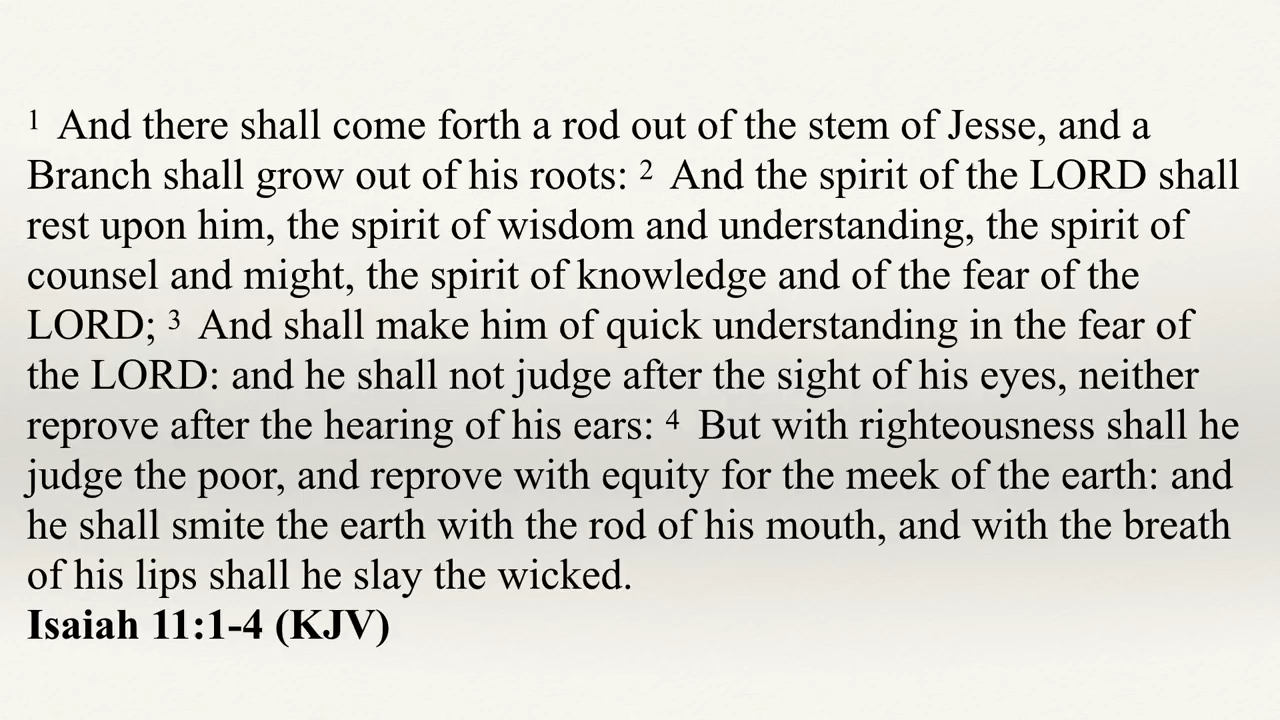 1 And there shall come forth a rod out of the stem of Jesse, and a
Branch shall grow out of his roots: 2 And the spirit of the LORD shall
rest upon him, the spirit of wisdom and understanding, the spirit of
counsel and might, the spirit of knowledge and of the fear of the
LORD; 3 And shall make him of quick understanding in the fear of
the LORD: and he shall not judge after the sight of his eyes, neither
reprove after the hearing of his ears: 4 But with righteousness shall he
judge the poor, and reprove with equity for the meek of the earth: and
he shall smite the earth with the rod of his mouth, and with the breath
of his lips shall he slay the wicked.
Isaiah 11:1-4 (KJV)